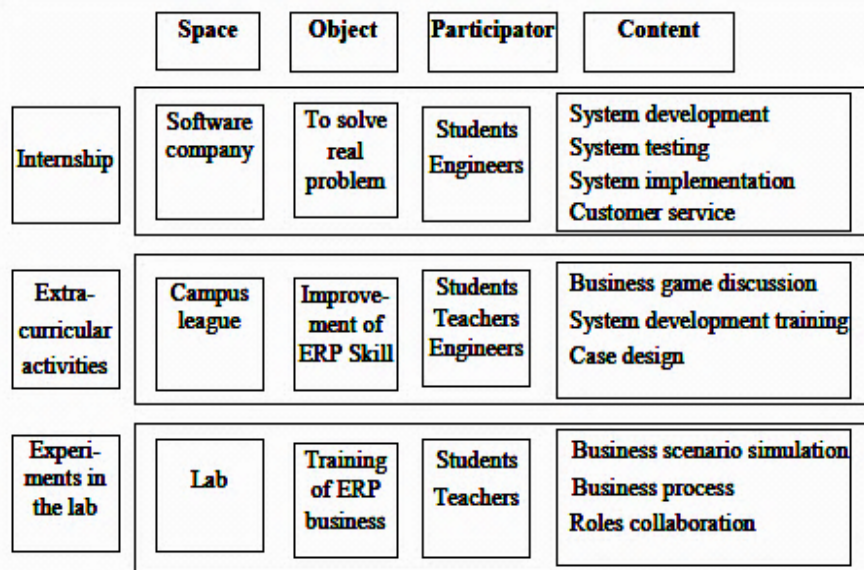 Space
Object
Participator
Content
Internship
Software
company
To solve
real
problem
Students
Engineers
System development
System testing
System implementation
Customer service
Extra-
curricular
activities
Campus
league
Improve-
ment of
ERP Skill
Students
Teachers
Engineers
Business game discussion
System development training
Case design
Experi-
ments in
the lab
Lab
Training
of ERP
business
Students
Teachers
Business scenario simulation
Business process
Roles collaboration